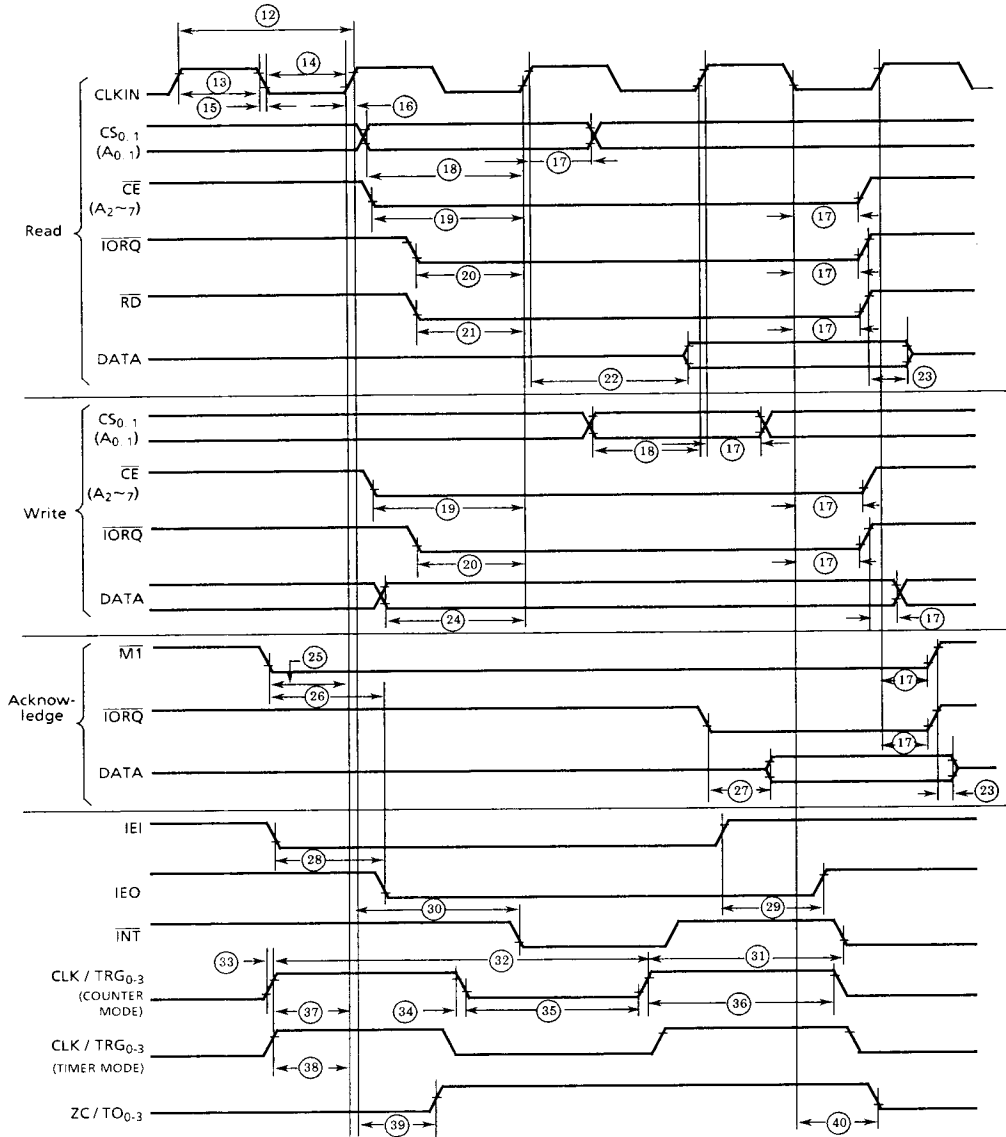 12
14
13
CLKIN
15
16
CS0, 1
(A0, 1)
18
17
CE
(A2~7)
19
17
Read
IORQ
20
17
RD
21
17
DATA
22
23
CS0, 1
(A0, 1)
18
17
CE
(A2~7)
19
17
Write
IORQ
20
17
DATA
24
17
M1
25
26
17
Acknow-
ledge
IORQ
17
DATA
27
23
IEI
28
IEO
30
29
INT
33
32
31
CLK / TRG0-3
(COUNTER
MODE)
37
34
35
36
CLK / TRG0-3
(TIMER MODE)
38
ZC / TO0-3
39
40